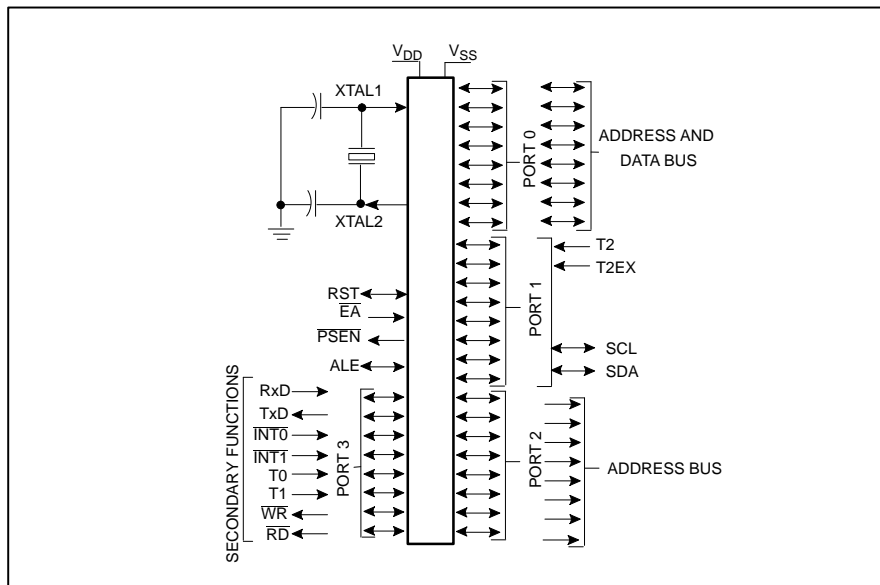 VDD VSS
XTAL1
XTAL2
PORT 0
ADDRESS AND
DATA BUS
T2
T2EX
PORT 1
SCL
SDA
RST
EA
PSEN
ALE
SECONDARY FUNCTIONS
RxD
TxD
INT0
INT1
T0
T1
WR
RD
PORT 3
PORT 2
ADDRESS BUS